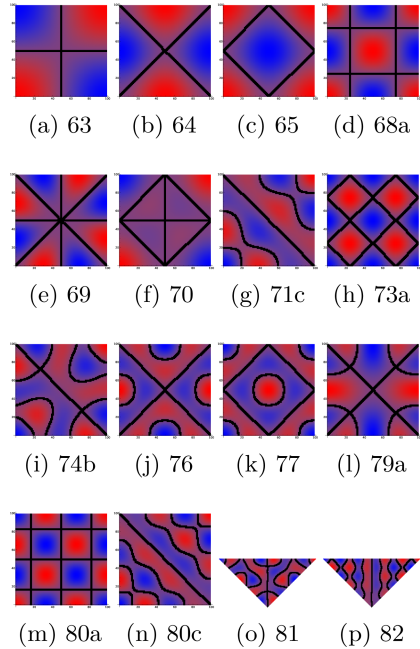 (a) 63 (b) 64 (c) 65 (d) 68a
(e) 69 (f) 70 (g) 71c (h) 73a
(i) 74b (j) 76 (k) 77 (l) 79a
(m) 80a (n) 80c (o) 81 (p) 82